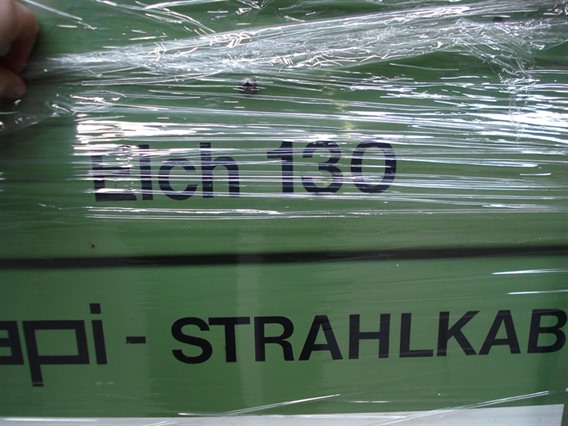 Elch 130
api - STRAHLKAB